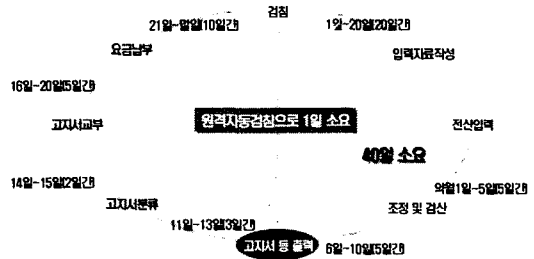 검침
21일~말일(10일간)
1일~20일(20일간)
요금납부
입력자료작성
16일~20일(5일간)
고지서교부
원격자동검침으로 1일 소요
전산입력
40일 소요
14일~15일(2일간)
익월1일~5일(5일간)
고지서분류
조정 및 검산
11일~13일(3일간)
고지서 등 출력
6일~10일(5일간)